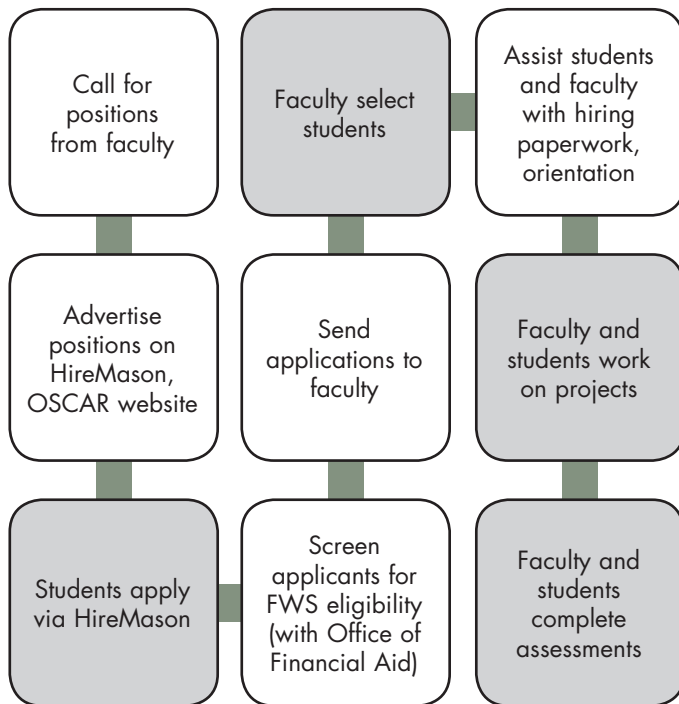 Call for
positions
from faculty
Advertise
positions on
HireMason,
OSCAR website
Students apply
via HireMason
Screen
applicants for
FWS eligibility
(with Office of
Financial Aid)
Send
applications to
faculty
Faculty select
students
Assist students
and faculty
with hiring
paperwork,
orientation
Faculty and
students work
on projects
Faculty and
students
complete
assessments